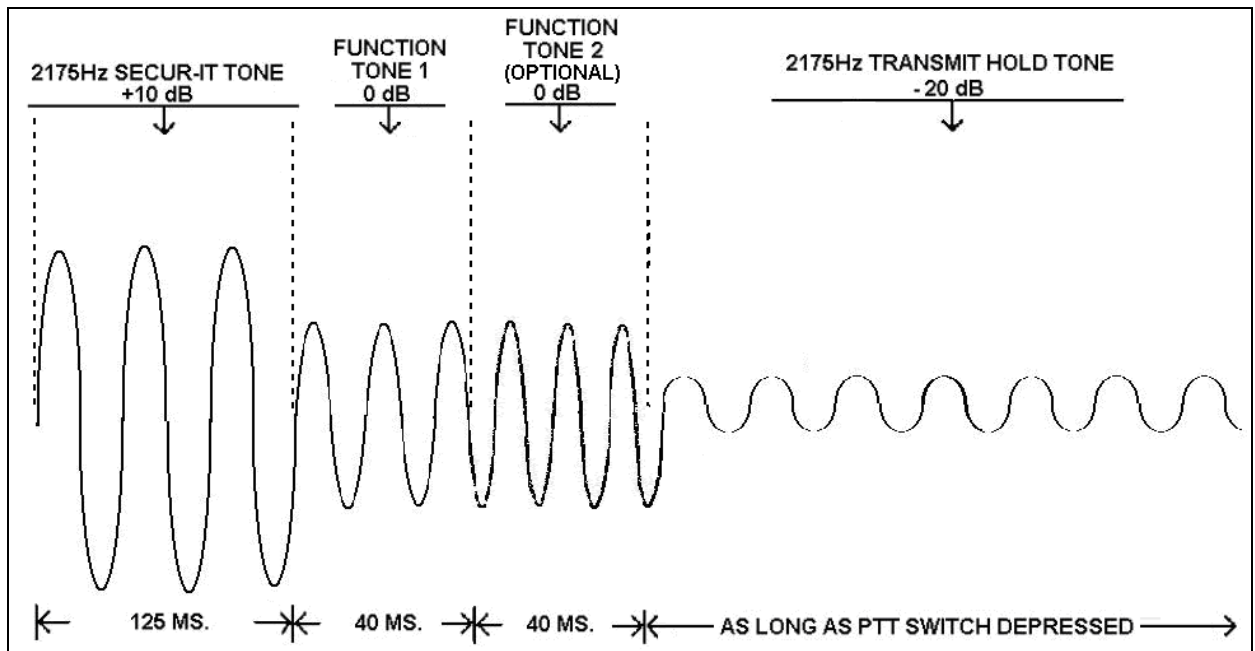 2175Hz SECUR-IT TONE
+10 dB
FUNCTION
TONE 1
0 dB
FUNCTION
TONE 2
(OPTIONAL)
0 dB
2175Hz TRANSMIT HOLD TONE
- 20 dB
125 MS.
40 MS.
40 MS.
AS LONG AS PTT SWITCH DEPRESSED